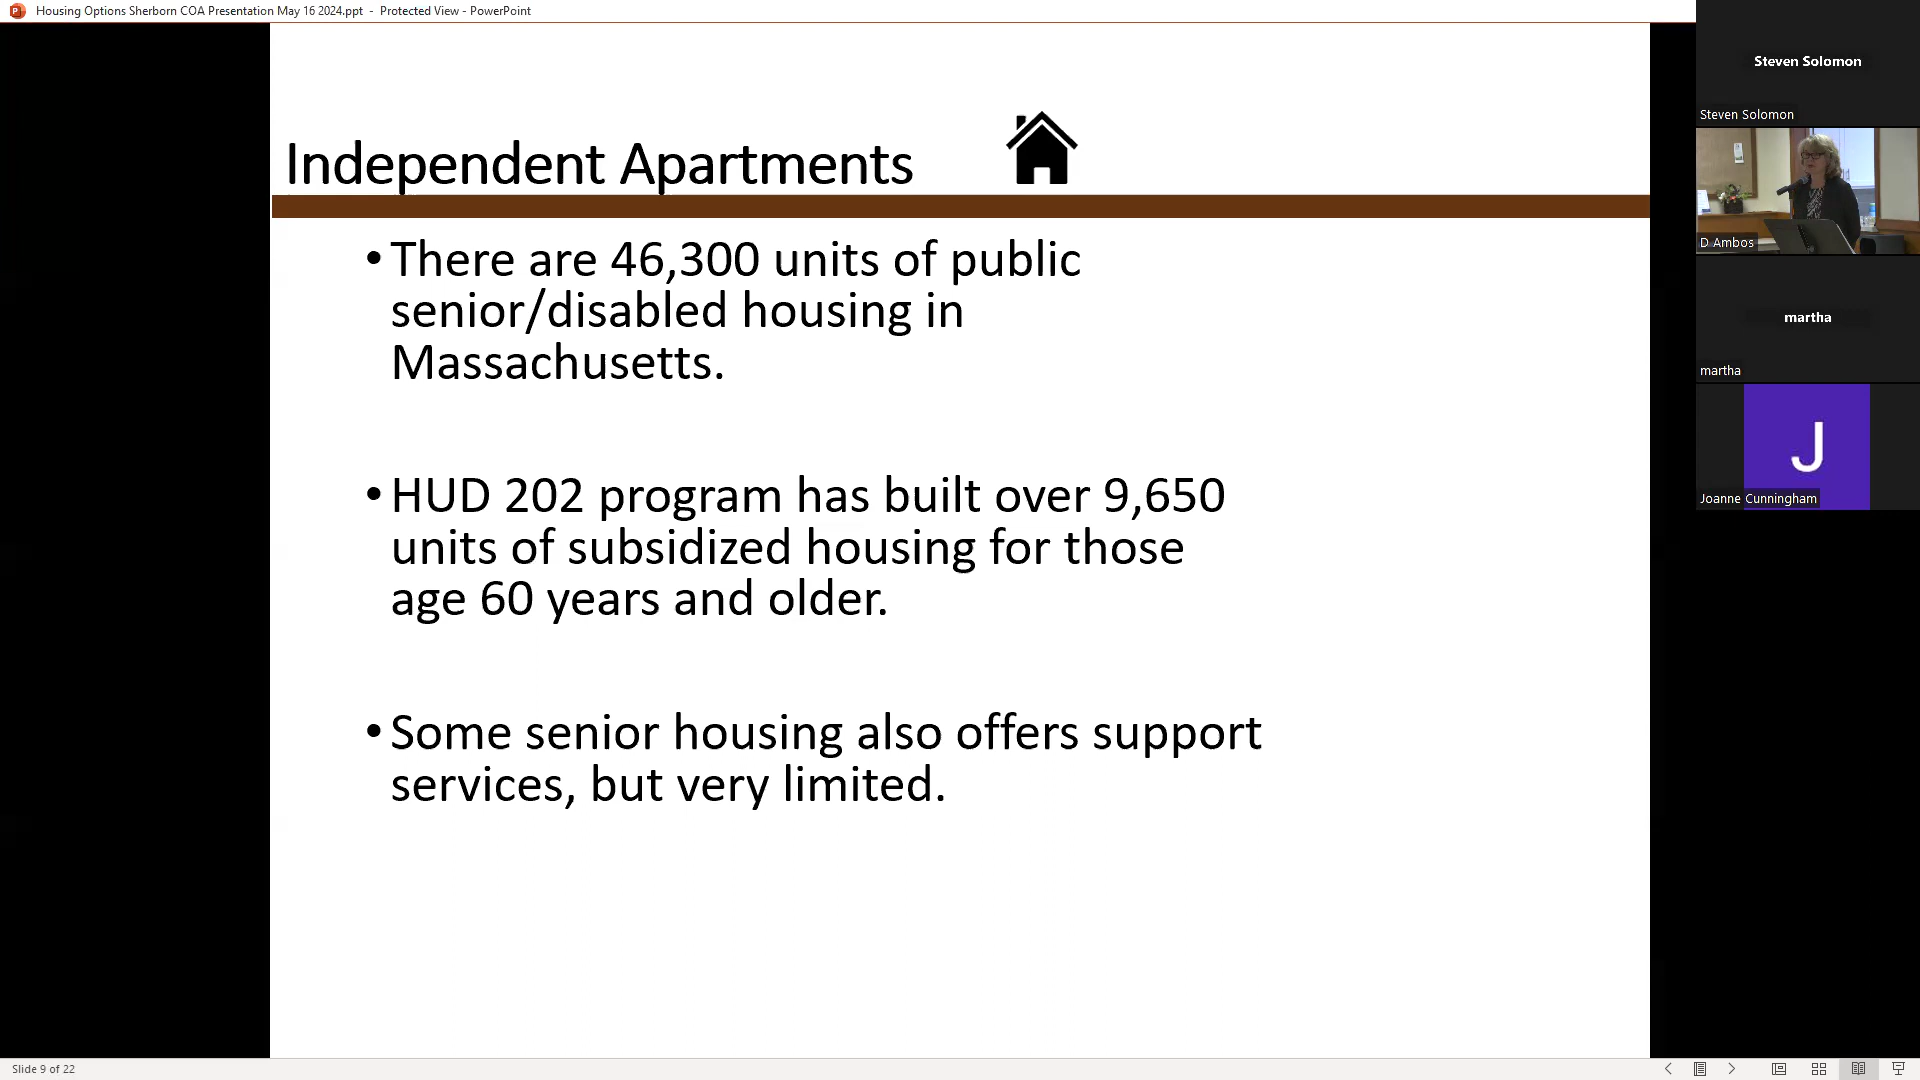 Housing Options Sherborn COA Presentation May 16 2024.ppt - Protected View - PowerPoint
Independent Apartments
• There are 46,300 units of public
senior/disabled housing in
Massachusetts.
• HUD 202 program has built over 9,650
units of subsidized housing for those
age 60 years and older.
• Some senior housing also offers support
services, but very limited.
Steven Solomon
Steven Solomon
D Ambos
martha
martha
J
Joanne Cunningham
Slide 9 of 22